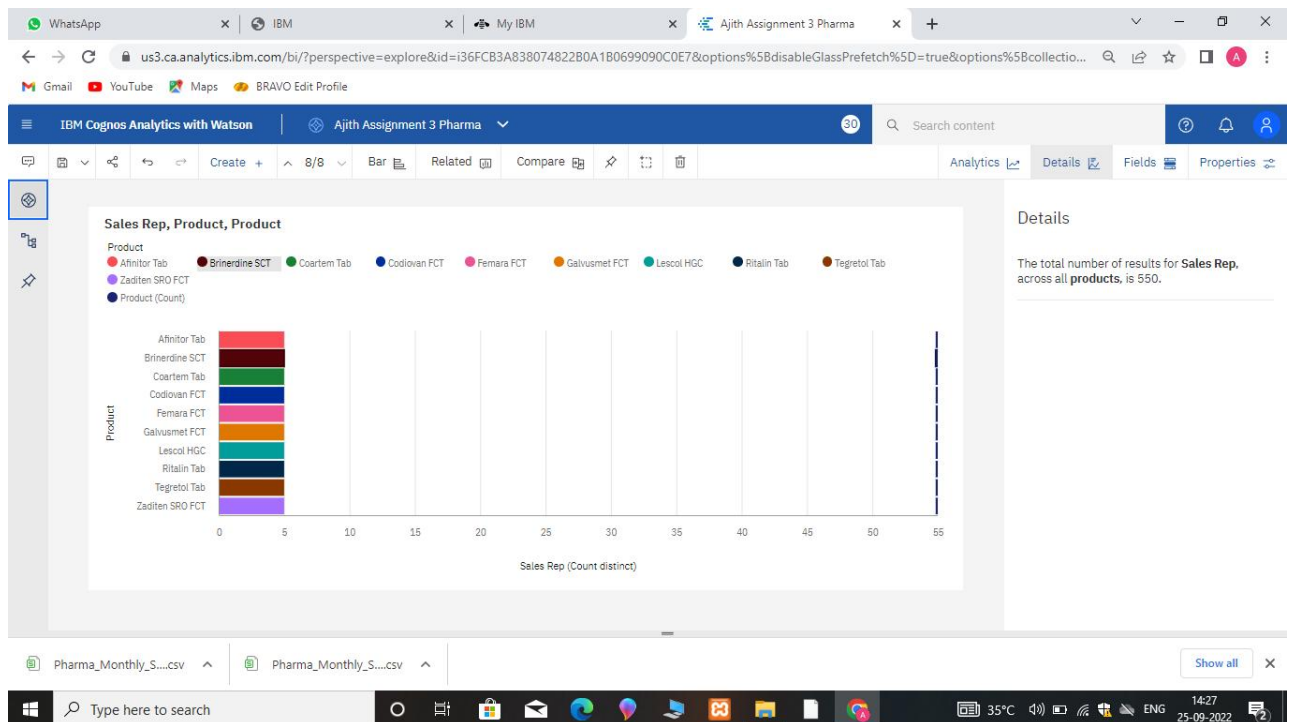 WhatsApp
IBM
My IBM
Ajith Assignment 3 Pharma
us3.ca.analytics.ibm.com/bi/?perspective=explore&id=i36FCB3A838074822B0A1B0699090C0E7&options%5BdisableGlassPrefetch%5D=true&options%5Bcollectio...
A
Gmail
YouTube
Maps
BRAVO Edit Profile
IBM Cognos Analytics with Watson
Ajith Assignment 3 Pharma
30
Search content
Create +
8/8
Bar
Related
Compare
Analytics
Details
Fields
Properties
Sales Rep, Product, Product
Product
Afinitor Tab Brinerdine SCT Coartem Tab Codiovan FCT Femara FCT Galvusmet FCT Lescol HGC Ritalin Tab Tegretol Tab
Zaditen SRO FCT
Product (Count)
Product
Afinitor Tab
Brinerdine SCT
Coartem Tab
Codiovan FCT
Femara FCT
Galvusmet FCT
Lescol HGC
Ritalin Tab
Tegretol Tab
Zaditen SRO FCT
0 5 10 15 20 25 30 35 40 45 50 55
Sales Rep (Count distinct)
Details
The total number of results for Sales Rep,
across all products, is 550.
Pharma_Monthly_S....csv
Pharma_Monthly_S....csv
Show all
Type here to search
35°C
ENG
14:27
25-09-2022
2